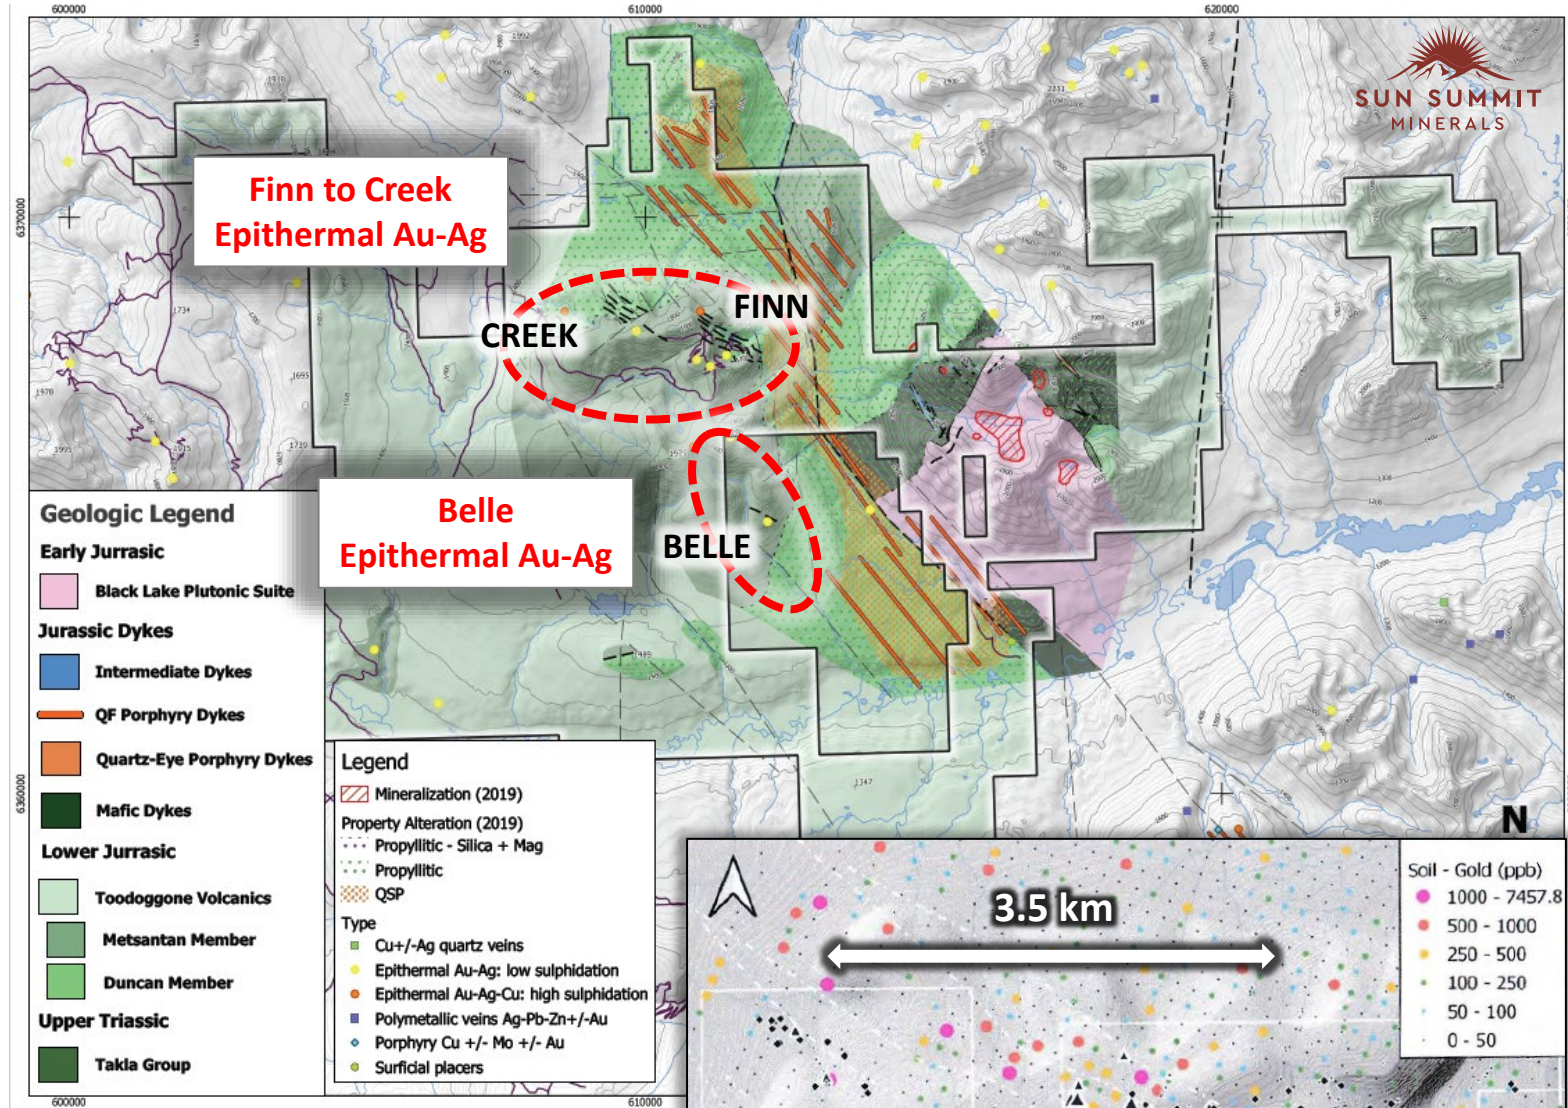 600000
610000
620000
SUN SUMMIT
MINERALS
6370000
Finn to Creek
Epithermal Au-Ag
FINN
CREEK
Belle
Epithermal Au-Ag
BELLE
Geologic Legend
Early Jurrasic
Black Lake Plutonic Suite
Jurassic Dykes
Intermediate Dykes
QF Porphyry Dykes
Quartz-Eye Porphyry Dykes
Mafic Dykes
Lower Jurrasic
Toodoggone Volcanics
Metsantan Member
Duncan Member
Upper Triassic
Takla Group
6360000
Legend
Mineralization (2019)
Property Alteration (2019)
Propyllitic - Silica + Mag
Propyllitic
QSP
Type
Cu+/-Ag quartz veins
Epithermal Au-Ag: low sulphidation
Epithermal Au-Ag-Cu: high sulphidation
Polymetallic veins Ag-Pb-Zn+/-Au
Porphyry Cu +/- Mo +/- Au
Surficial placers
N
3.5 km
Soil - Gold (ppb)
1000 - 7457.8
500 - 1000
250 - 500
100 - 250
50 - 100
0 - 50
600000
610000